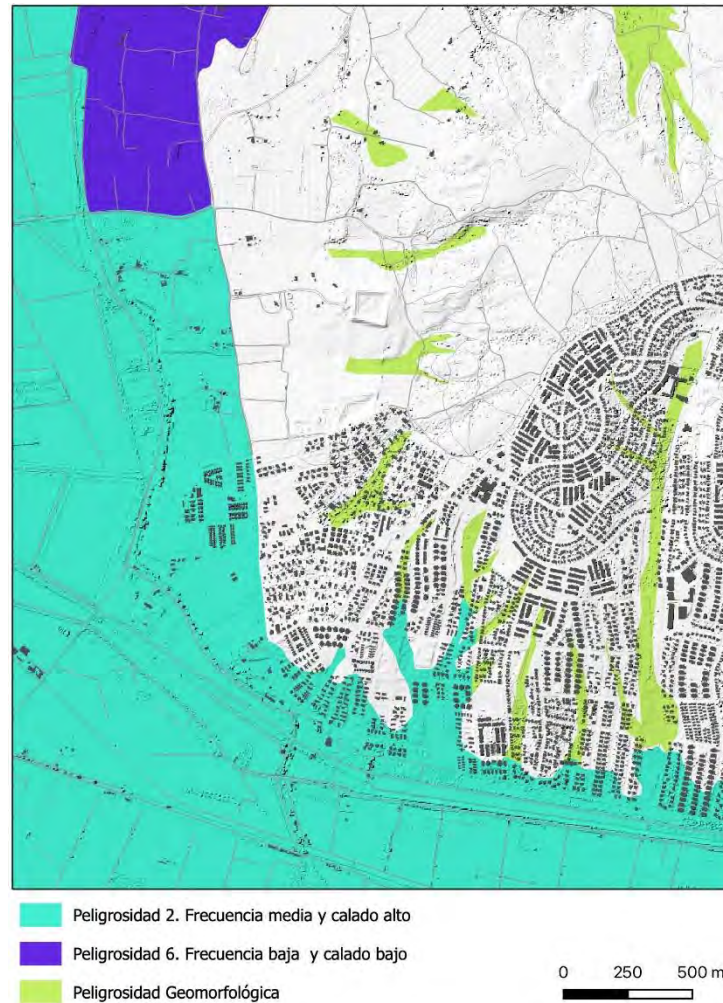 Peligrosidad 2. Frecuencia media y calado alto
Peligrosidad 6. Frecuencia baja y calado bajo
Peligrosidad Geomorfológica
0 250 500 m